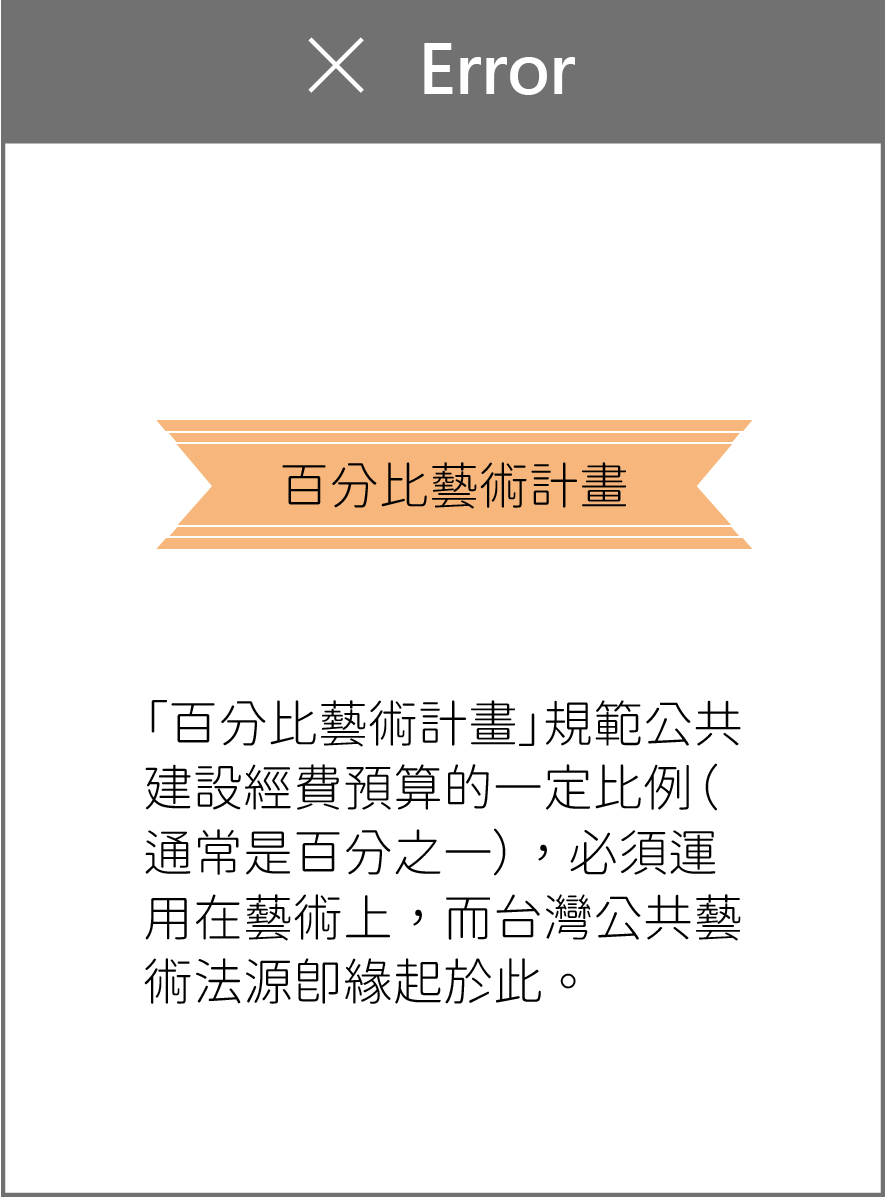 × Error
百分比藝術計畫
「百分比藝術計畫」規範公共
建設經費預算的一定比例(
通常是百分之一)，必須運
用在藝術上，而台灣公共藝
術法源即緣起於此。